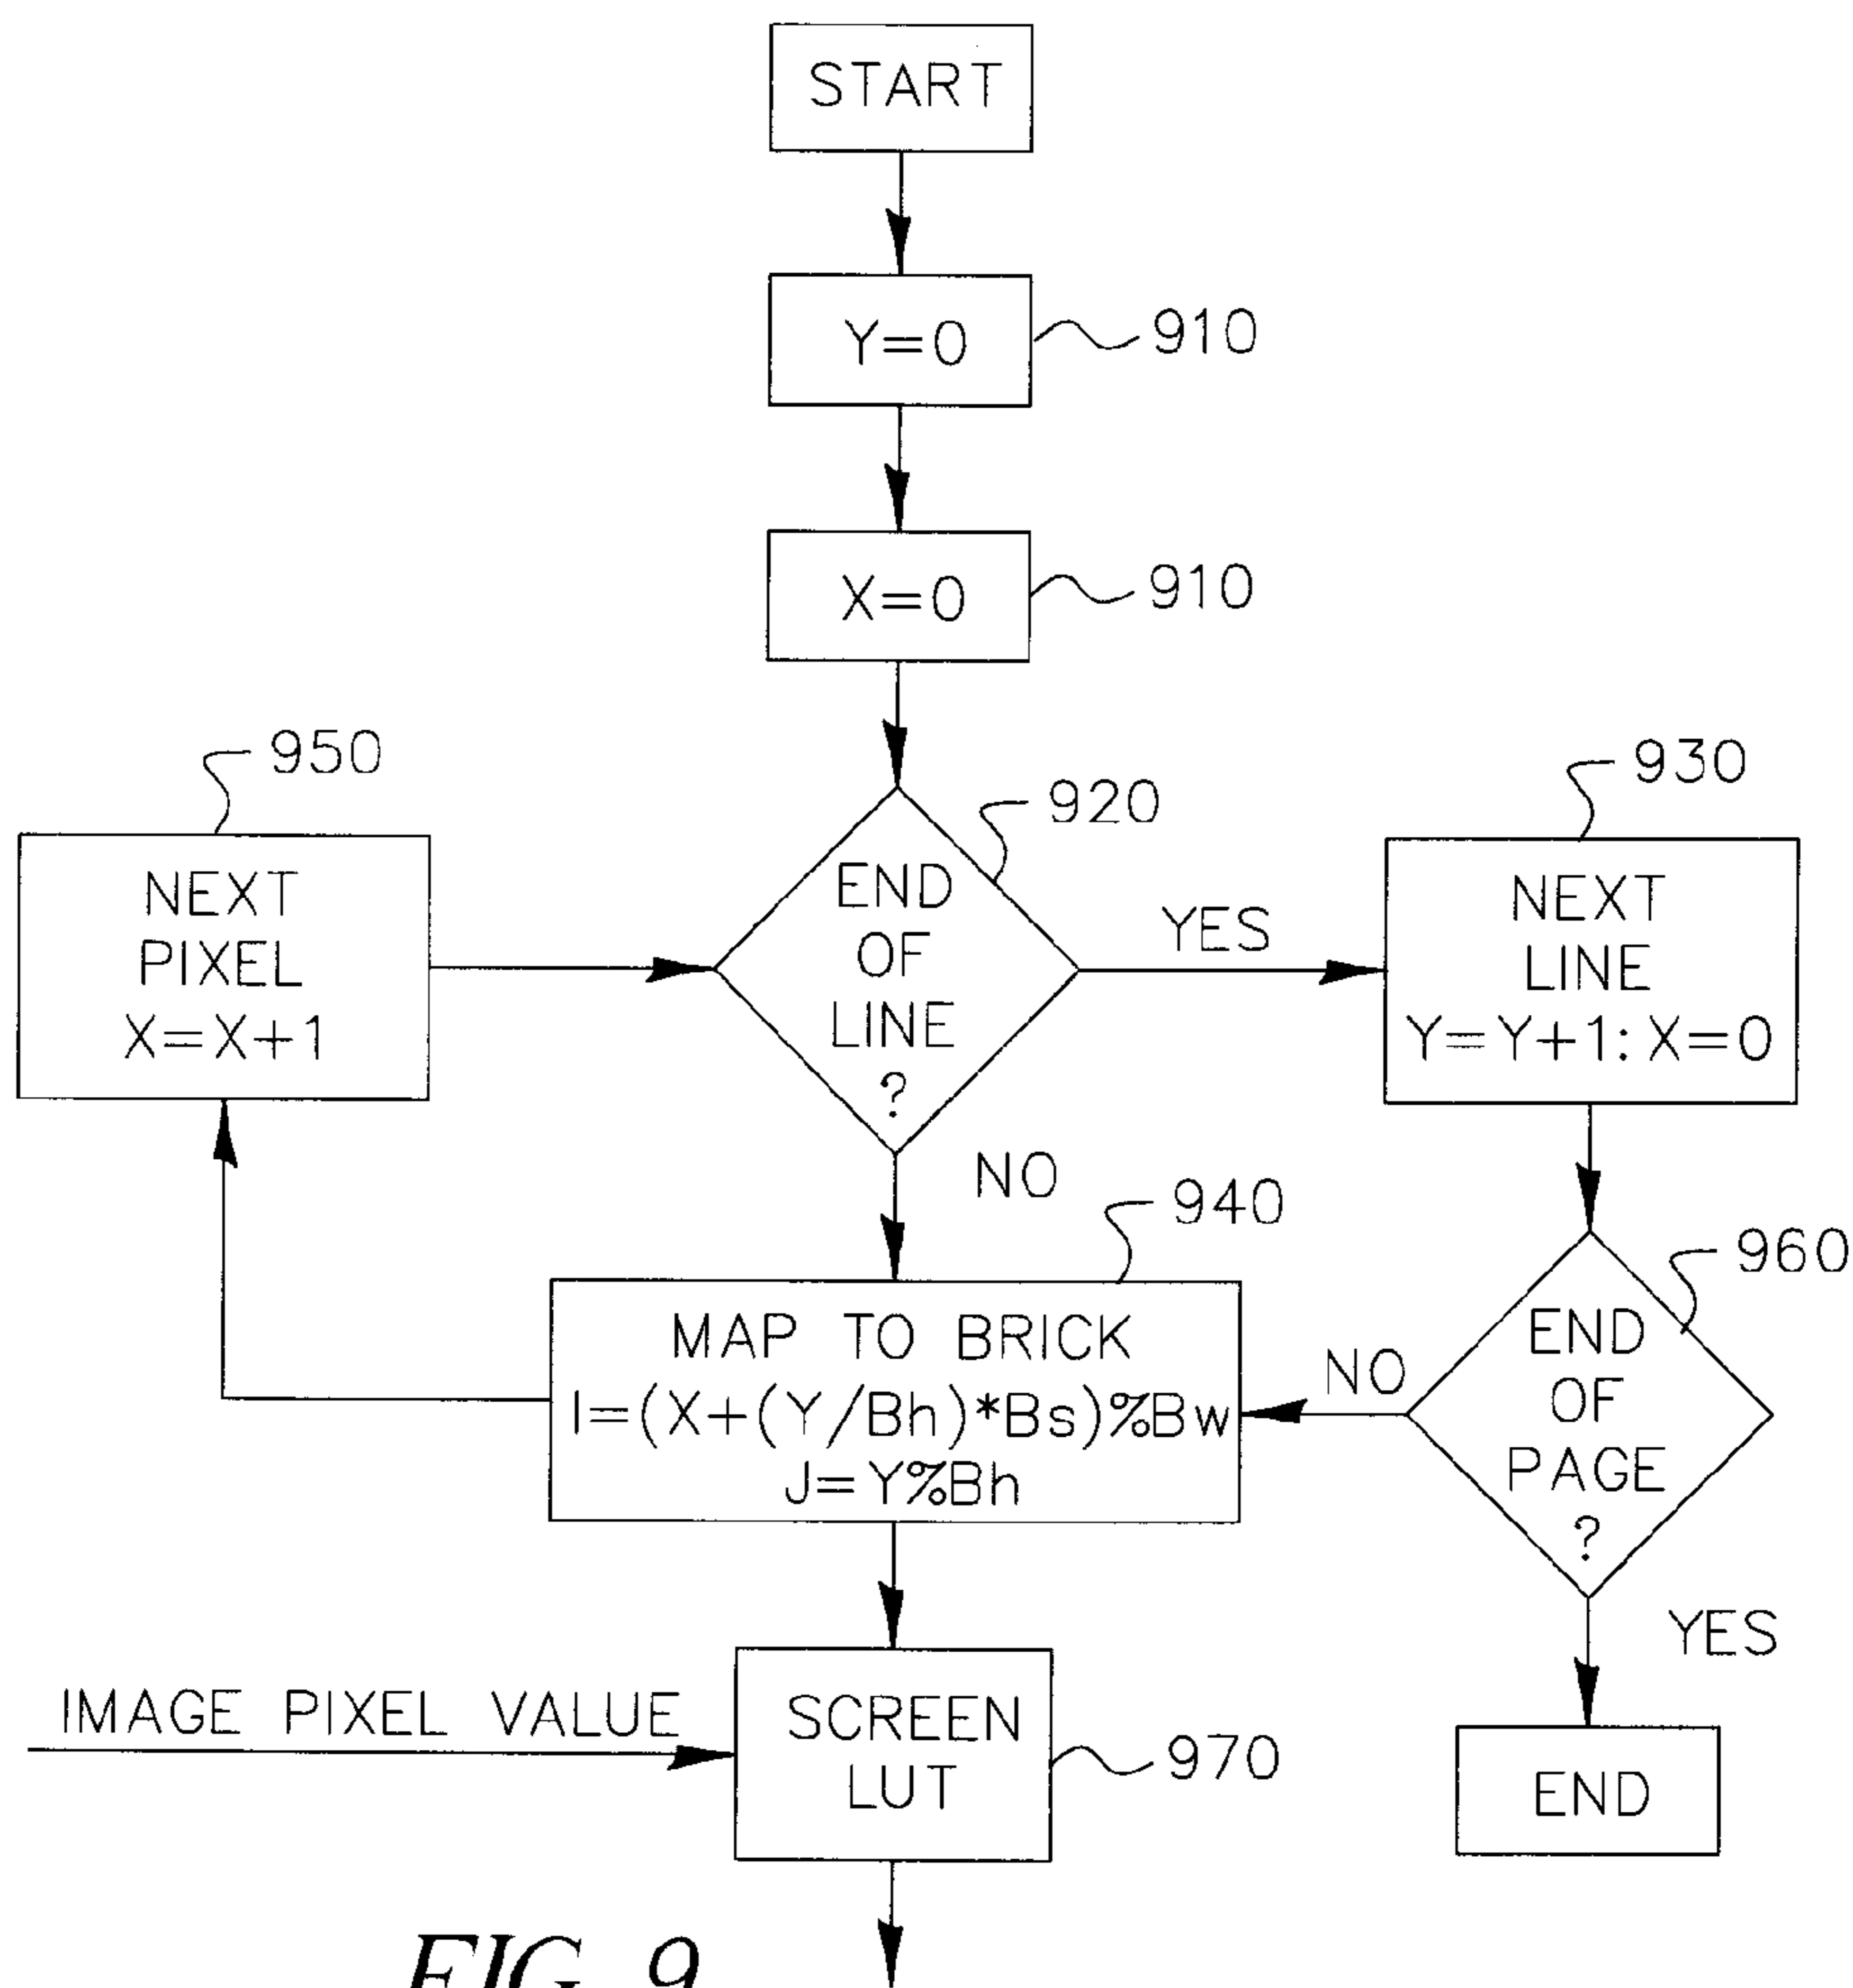 START
Y=0
910
X=0
910
950
NEXT
PIXEL
X=X+1
920
END
OF
LINE
?
YES
930
NEXT
LINE
Y=Y+1: X=0
NO
940
MAP TO BRICK
I=(X+(Y/Bh)*Bs)%Bw
J=Y%Bh
NO
960
END
OF
PAGE
?
YES
END
IMAGE PIXEL VALUE
SCREEN
LUT
970
FIG. 9